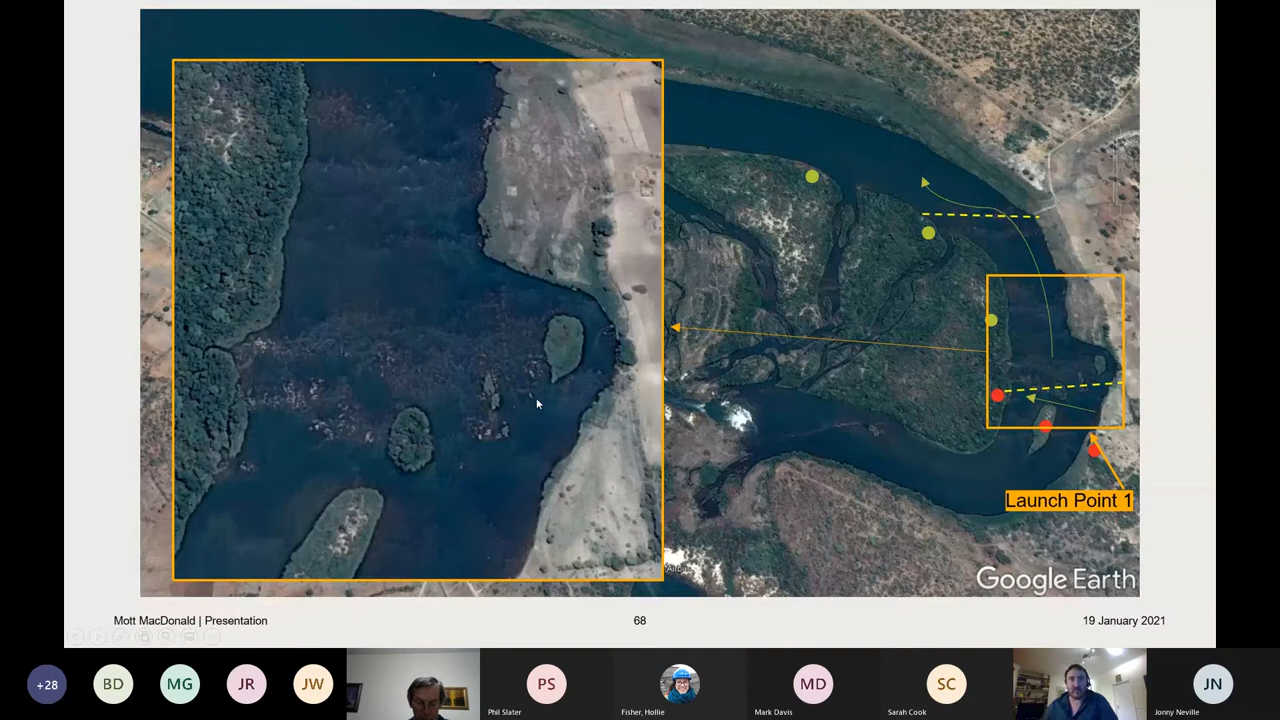 Launch Point 1
Google Earth
Mott MacDonald | Presentation
68
19 January 2021
+28
BD
MG
JR
JW
PS
Phil Slater
Fisher, Hollie
MD
Mark Davis
SC
Sarah Cook
JN
Jonny Neville